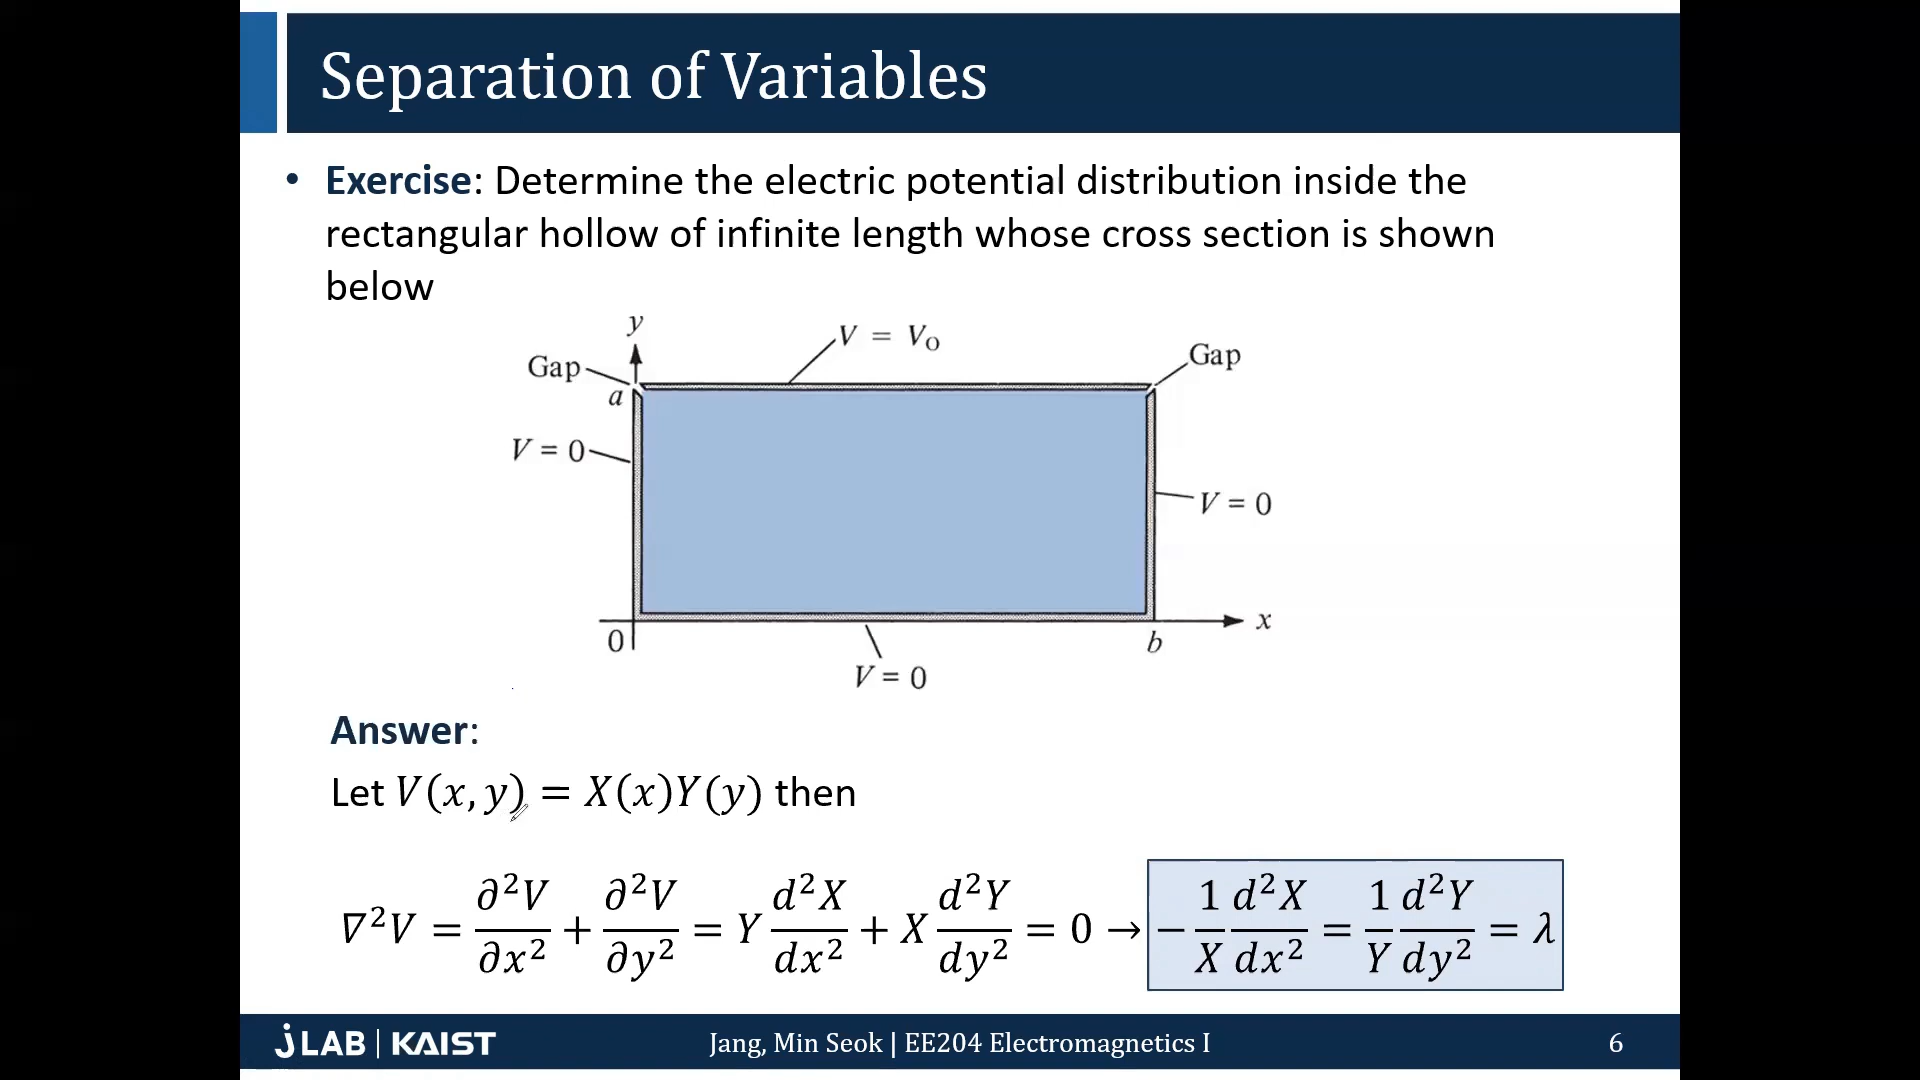 Separation of Variables
• Exercise: Determine the electric potential distribution inside the
rectangular hollow of infinite length whose cross section is shown
below
y
V = V₀
Gap
Gap
a
V = 0
V = 0
x
0
b
V = 0
Answer:
Let V(x, y) = X(x)Y(y) then
∇²V = ∂²V/∂x² + ∂²V/∂y² = Y d²X/dx² + X d²Y/dy² = 0 → − 1/X d²X/dx² = 1/Y d²Y/dy² = λ
jLAB | KAIST
Jang, Min Seok | EE204 Electromagnetics I
6